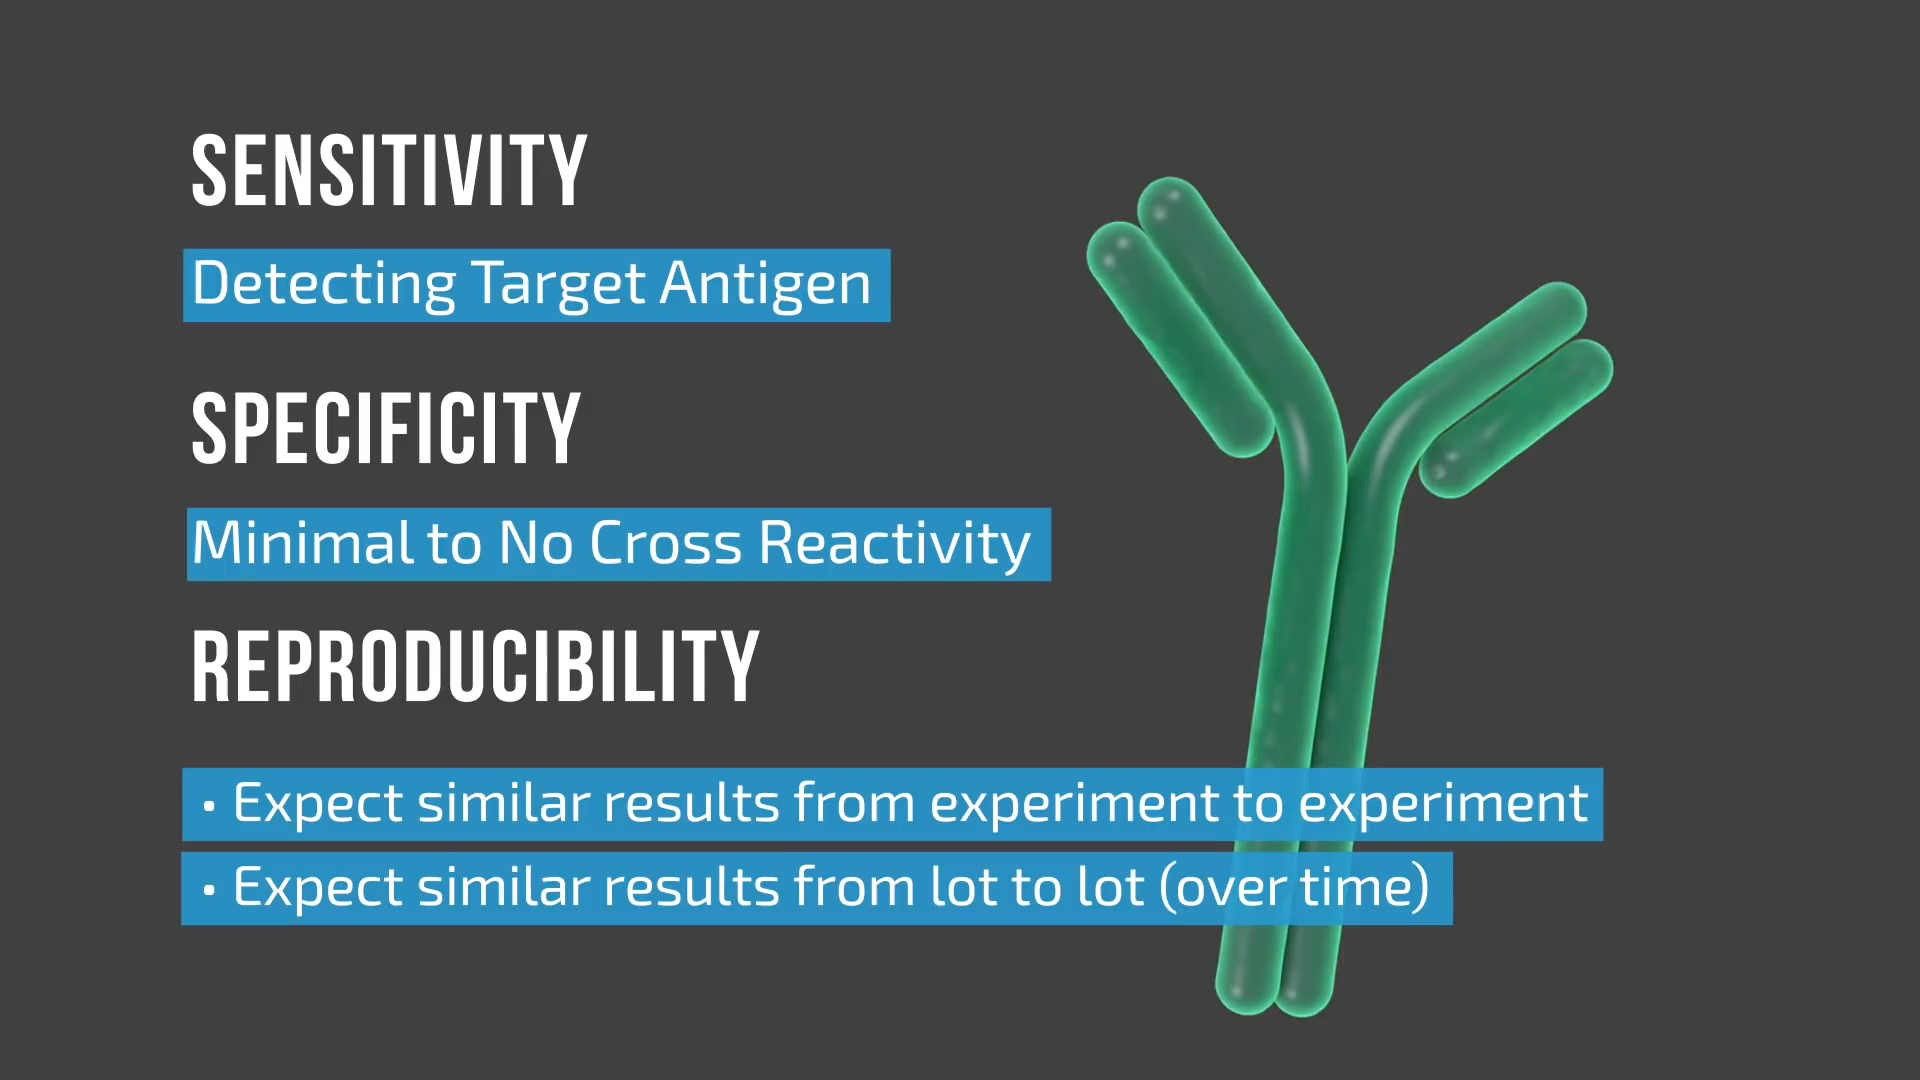 SENSITIVITY
Detecting Target Antigen
SPECIFICITY
Minimal to No Cross Reactivity
REPRODUCIBILITY
• Expect similar results from experiment to experiment
• Expect similar results from lot to lot (over time)